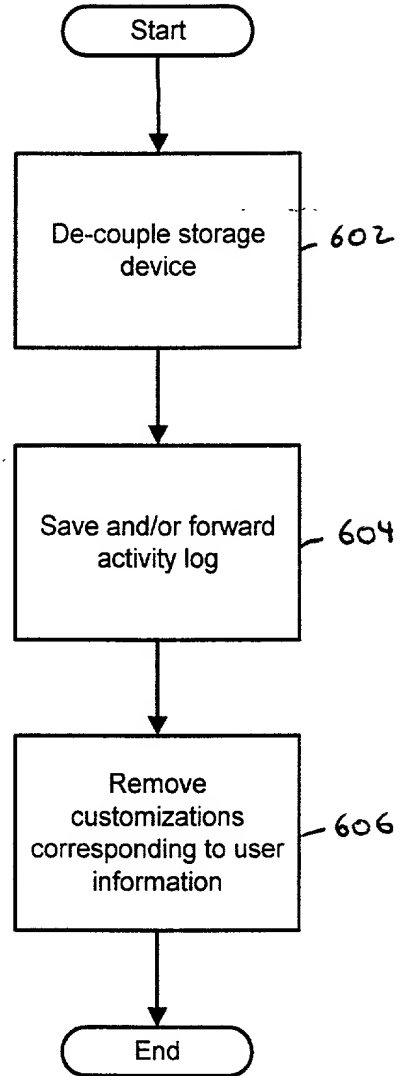 Start
De-couple storage
device
602
Save and/or forward
activity log
604
Remove
customizations
corresponding to user
information
606
End